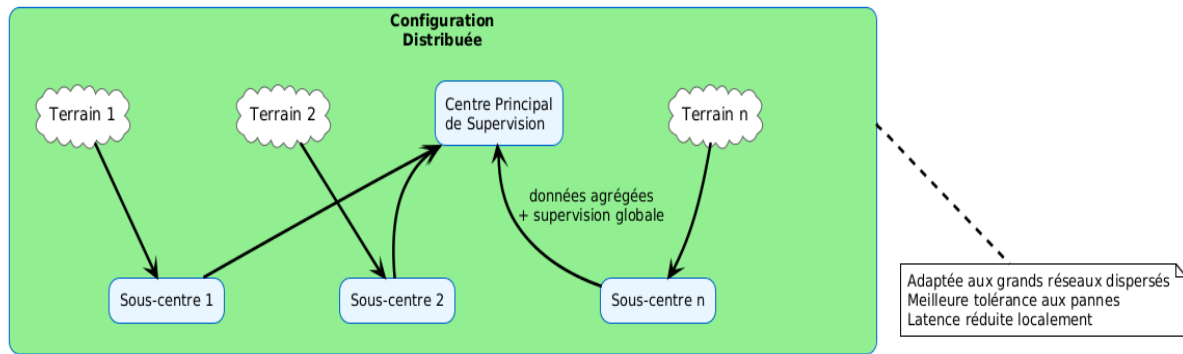 Configuration
Distribuée
Terrain 1
Terrain 2
Centre Principal
de Supervision
Terrain n
données agrégées
+ supervision globale
Sous-centre 1
Sous-centre 2
Sous-centre n
Adaptée aux grands réseaux dispersés
Meilleure tolérance aux pannes
Latence réduite localement